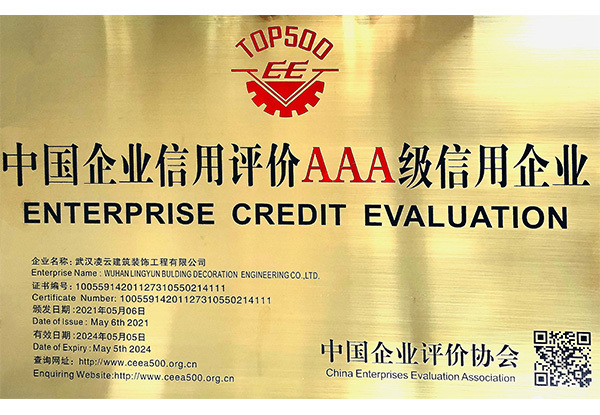 TOP500
EE
中国企业信用评价AAA级信用企业
ENTERPRISE CREDIT EVALUATION
企业名称: 武汉凌云建筑装饰工程有限公司
Enterprise Name : WUHAN LINGYUN BULDING DECORATION ENGINEERING CO.,LTD.
证书编号: 10055914201127310550214111
Certificate Number: 10055914201127310550214111
颁发日期: 2021年05月06日
Date of Issue : May 6th 2021
有效日期: 2024年05月05日
Date of Expiry : May 5th 2024
查询网址: http://www.ceea500.org.cn
Enquiring Website:http://www.ceea500.org.cn
中国企业评价协会
China Enterprises Evaluation Association